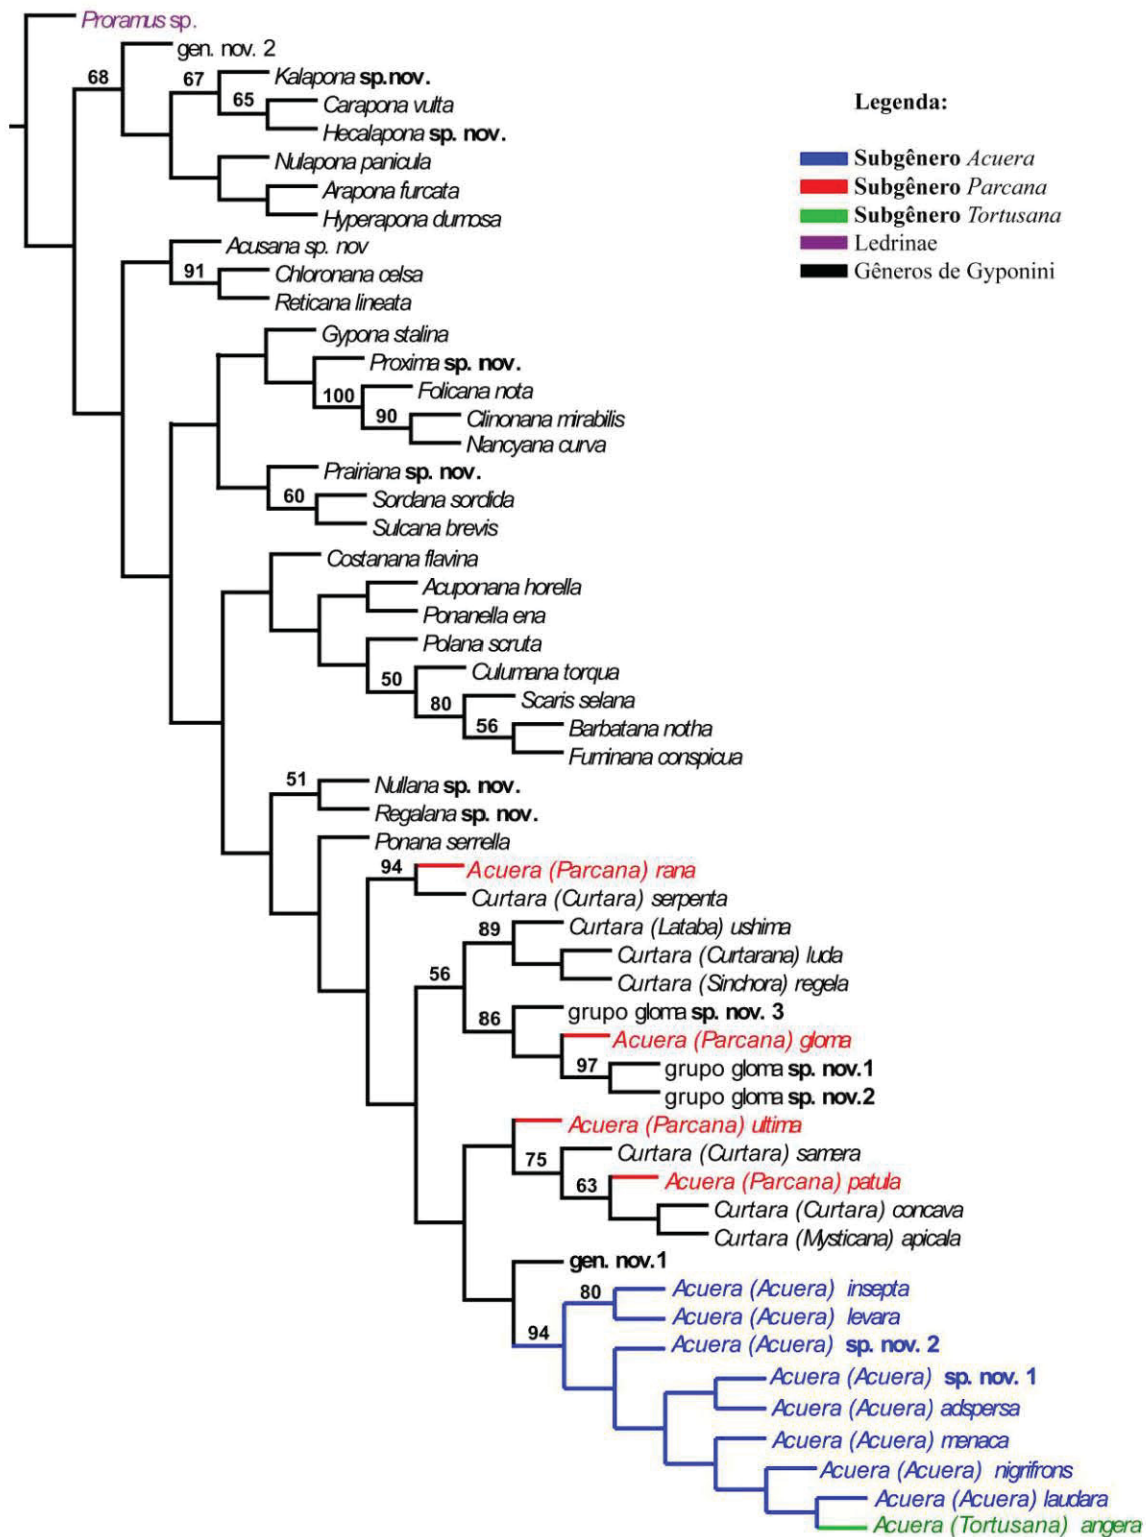 Proramus sp.
gen. nov. 2
68
67
Kalapona sp.nov.
65
Carapona vulta
Hecalapona sp. nov.
Nulapona panicula
Arapona furcata
Hyperapona dumosa
Acusana sp. nov
91
Chloronana celsa
Reticana lineata
Gypona stalina
Proxima sp. nov.
100
Folicana nota
90
Clinonana mirabilis
Nancyana curva
Prairiana sp. nov.
60
Sordana sordida
Sulcana brevis
Costanana flavina
Acuponana horella
Ponanella ena
Polana scruta
50
Culumana torqua
80
Scaris selana
56
Barbatana notha
Fuminana conspicua
51
Nullana sp. nov.
Regalana sp. nov.
Ponana serrella
94
Acuera (Parcana) rana
Curtara (Curtara) serpenta
89
Curtara (Lataba) ushima
Curtara (Curtarana) luda
56
Curtara (Sinchora) regela
86
grupo gloma sp. nov. 3
Acuera (Parcana) gloma
97
grupo gloma sp. nov.1
grupo gloma sp. nov.2
Acuera (Parcana) ultima
75
Curtara (Curtara) samera
63
Acuera (Parcana) patula
Curtara (Curtara) concava
Curtara (Mysticana) apicala
gen. nov.1
80
Acuera (Acuera) insepta
Acuera (Acuera) levara
94
Acuera (Acuera) sp. nov. 2
Acuera (Acuera) sp. nov. 1
Acuera (Acuera) adspersa
Acuera (Acuera) menaca
Acuera (Acuera) nigrifrons
Acuera (Acuera) laudara
Acuera (Tortusana) angera
Legenda:
Subgênero Acuera
Subgênero Parcana
Subgênero Tortusana
Ledrinae
Gêneros de Gyponini